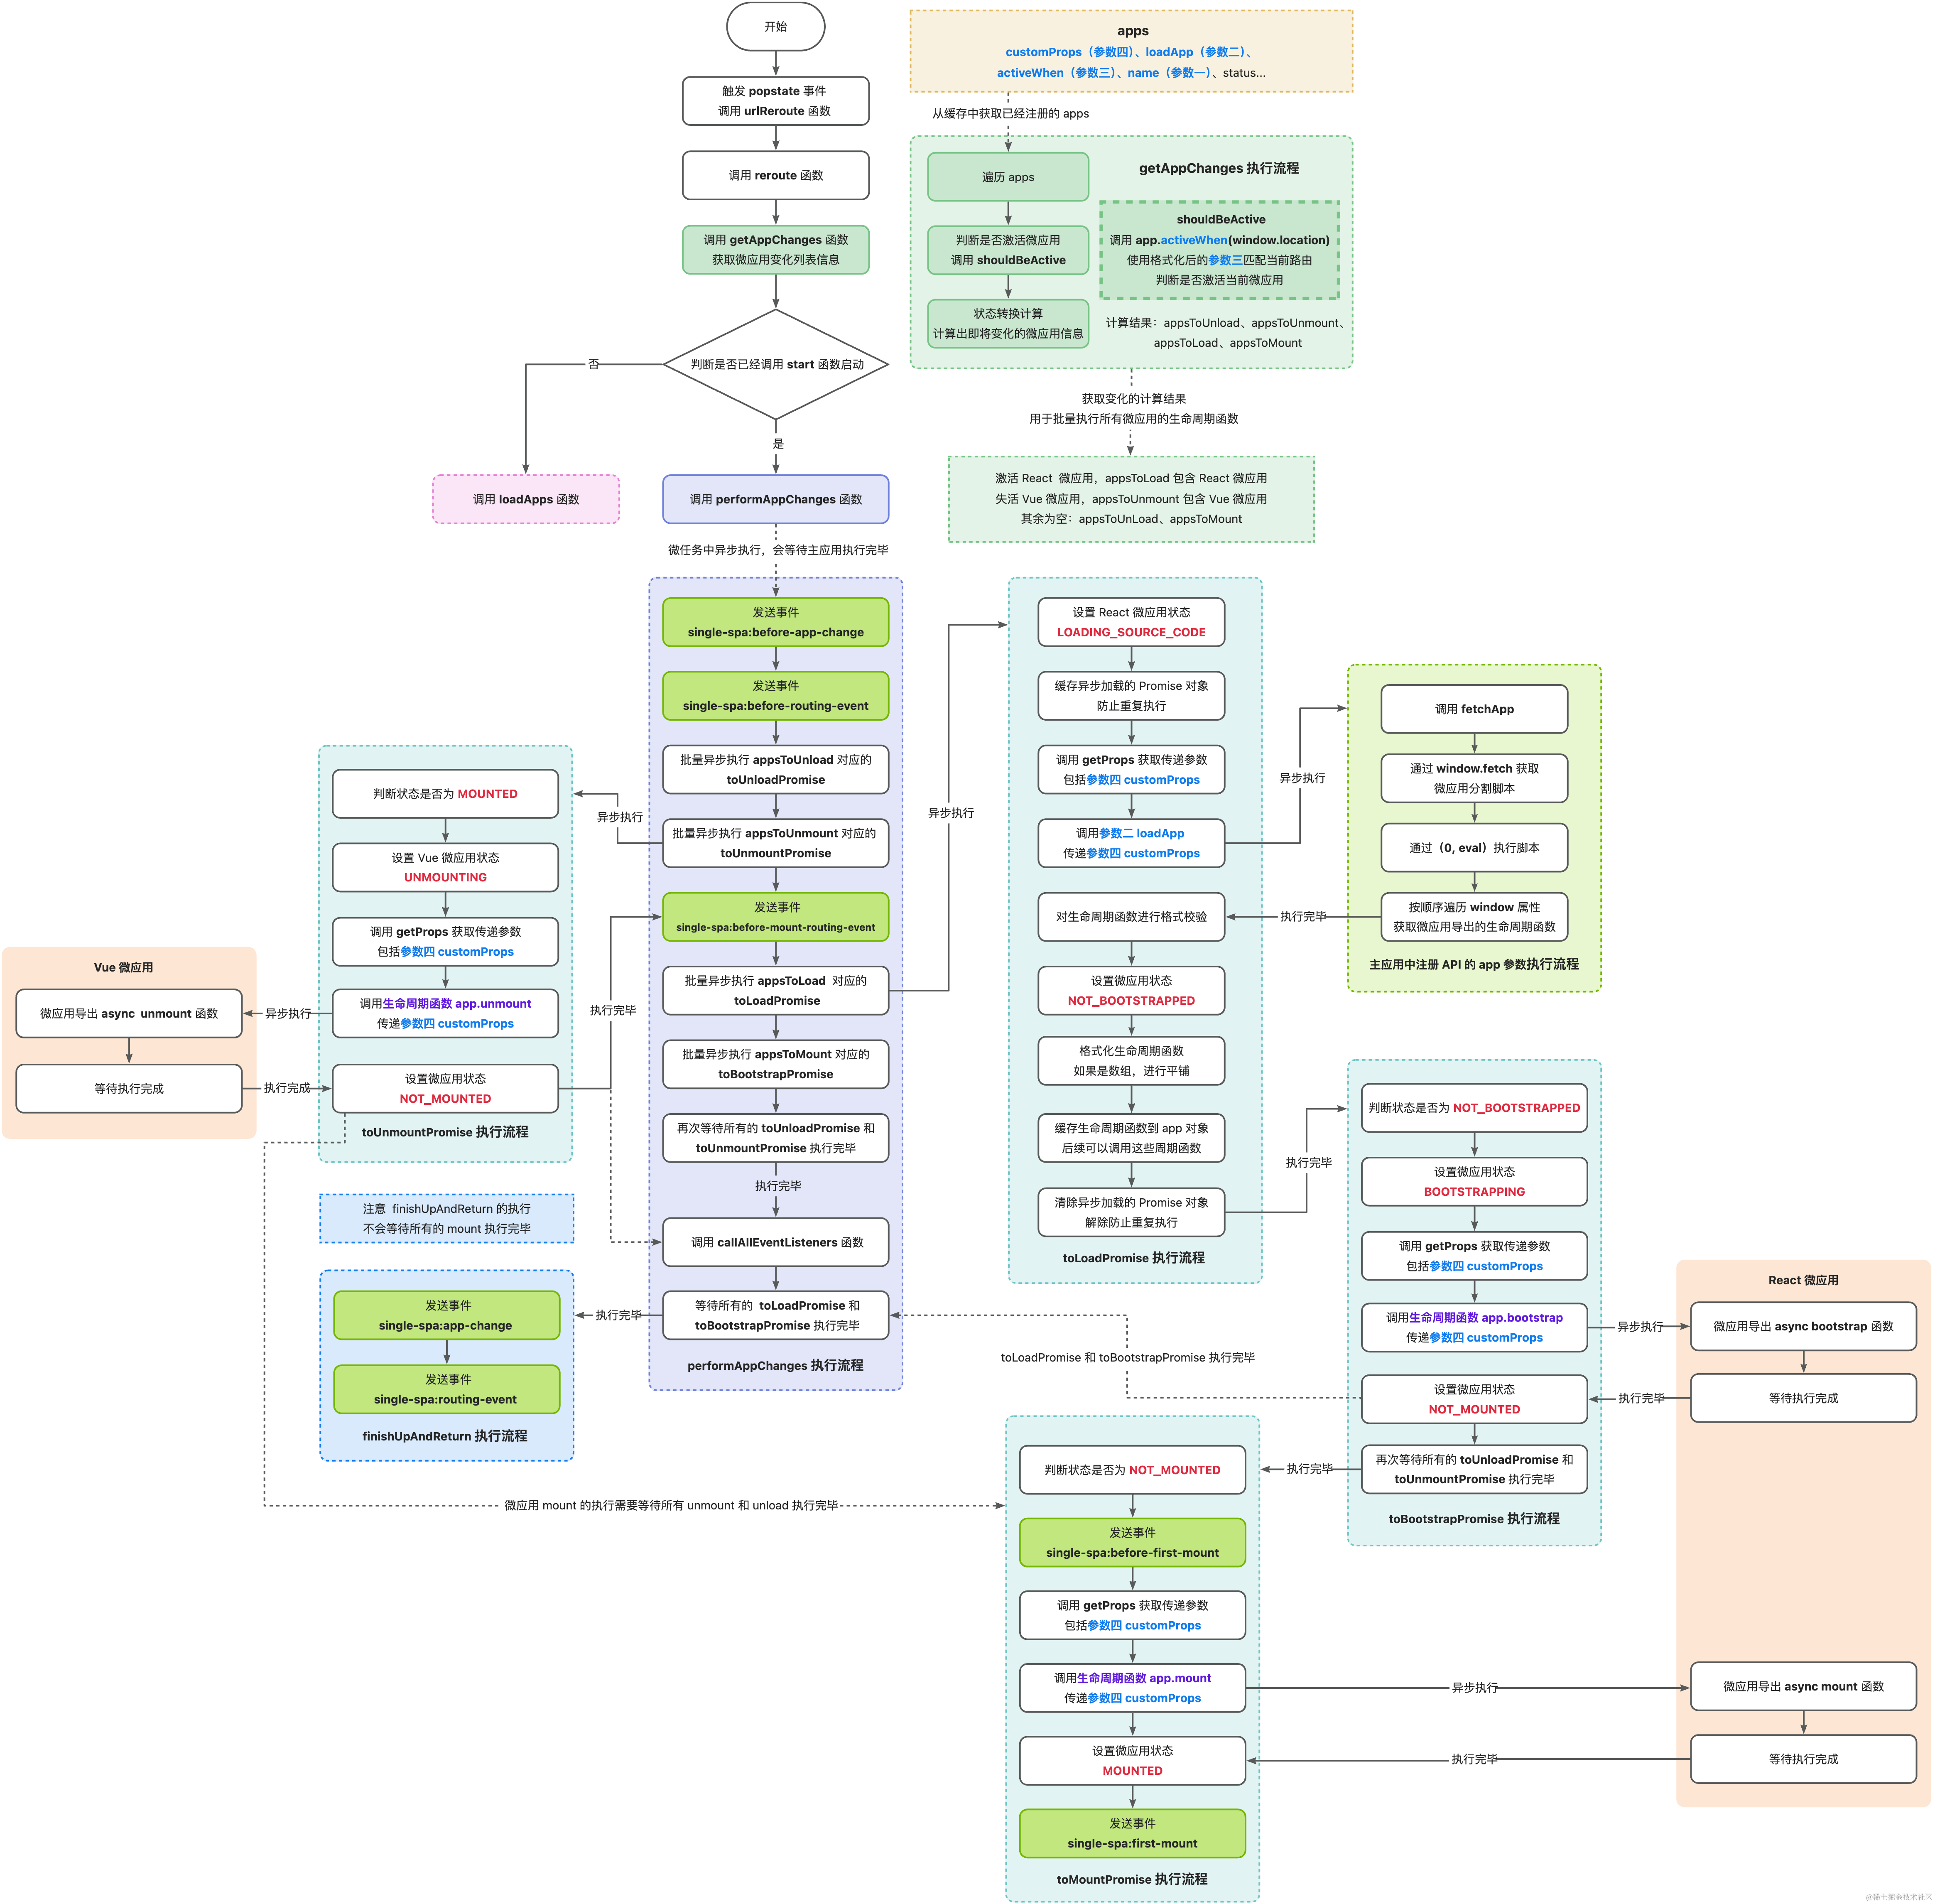 开始
触发 popstate 事件
调用 urlReroute 函数
调用 reroute 函数
调用 getAppChanges 函数
获取微应用变化列表信息
判断是否已经调用 start 函数启动
否
是
调用 loadApps 函数
调用 performAppChanges 函数
apps
customProps（参数四）、loadApp（参数二）、
activeWhen（参数三）、name（参数一）、status...
从缓存中获取已经注册的 apps
getAppChanges 执行流程
遍历 apps
判断是否激活微应用
调用 shouldBeActive
状态转换计算
计算出即将变化的微应用信息
shouldBeActive
调用 app.activeWhen(window.location)
使用格式化后的参数三匹配当前路由
判断是否激活当前微应用
计算结果：appsToUnload、appsToUnmount、
appsToLoad、appsToMount
获取变化的计算结果
用于批量执行所有微应用的生命周期函数
激活 React 微应用，appsToLoad 包含 React 微应用
失活 Vue 微应用，appsToUnmount 包含 Vue 微应用
其余为空：appsToUnLoad、appsToMount
微任务中异步执行，会等待主应用执行完毕
发送事件
single-spa:before-app-change
发送事件
single-spa:before-routing-event
批量异步执行 appsToUnload 对应的
toUnloadPromise
批量异步执行 appsToUnmount 对应的
toUnmountPromise
发送事件
single-spa:before-mount-routing-event
批量异步执行 appsToLoad 对应的
toLoadPromise
批量异步执行 appsToMount 对应的
toBootstrapPromise
再次等待所有的 toUnloadPromise 和
toUnmountPromise 执行完毕
执行完毕
调用 callAllEventListeners 函数
等待所有的 toLoadPromise 和
toBootstrapPromise 执行完毕
performAppChanges 执行流程
异步执行
判断状态是否为 MOUNTED
设置 Vue 微应用状态
UNMOUNTING
调用 getProps 获取传递参数
包括参数四 customProps
调用生命周期函数 app.unmount
传递参数四 customProps
设置微应用状态
NOT_MOUNTED
toUnmountPromise 执行流程
执行完毕
Vue 微应用
微应用导出 async unmount 函数
等待执行完成
异步执行
执行完成
注意 finishUpAndReturn 的执行
不会等待所有的 mount 执行完毕
执行完毕
发送事件
single-spa:app-change
发送事件
single-spa:routing-event
finishUpAndReturn 执行流程
微应用 mount 的执行需要等待所有 unmount 和 unload 执行完毕
异步执行
设置 React 微应用状态
LOADING_SOURCE_CODE
缓存异步加载的 Promise 对象
防止重复执行
调用 getProps 获取传递参数
包括参数四 customProps
调用参数二 loadApp
传递参数四 customProps
对生命周期函数进行格式校验
设置微应用状态
NOT_BOOTSTRAPPED
格式化生命周期函数
如果是数组，进行平铺
缓存生命周期函数到 app 对象
后续可以调用这些周期函数
清除异步加载的 Promise 对象
解除防止重复执行
toLoadPromise 执行流程
异步执行
执行完毕
调用 fetchApp
通过 window.fetch 获取
微应用分割脚本
通过（0, eval）执行脚本
按顺序遍历 window 属性
获取微应用导出的生命周期函数
主应用中注册 API 的 app 参数执行流程
执行完毕
判断状态是否为 NOT_BOOTSTRAPPED
设置微应用状态
BOOTSTRAPPING
调用 getProps 获取传递参数
包括参数四 customProps
调用生命周期函数 app.bootstrap
传递参数四 customProps
设置微应用状态
NOT_MOUNTED
再次等待所有的 toUnloadPromise 和
toUnmountPromise 执行完毕
toBootstrapPromise 执行流程
toLoadPromise 和 toBootstrapPromise 执行完毕
异步执行
执行完毕
React 微应用
微应用导出 async bootstrap 函数
等待执行完成
微应用导出 async mount 函数
等待执行完成
执行完毕
判断状态是否为 NOT_MOUNTED
发送事件
single-spa:before-first-mount
调用 getProps 获取传递参数
包括参数四 customProps
调用生命周期函数 app.mount
传递参数四 customProps
设置微应用状态
MOUNTED
发送事件
single-spa:first-mount
toMountPromise 执行流程
异步执行
执行完毕
@稀土掘金技术社区